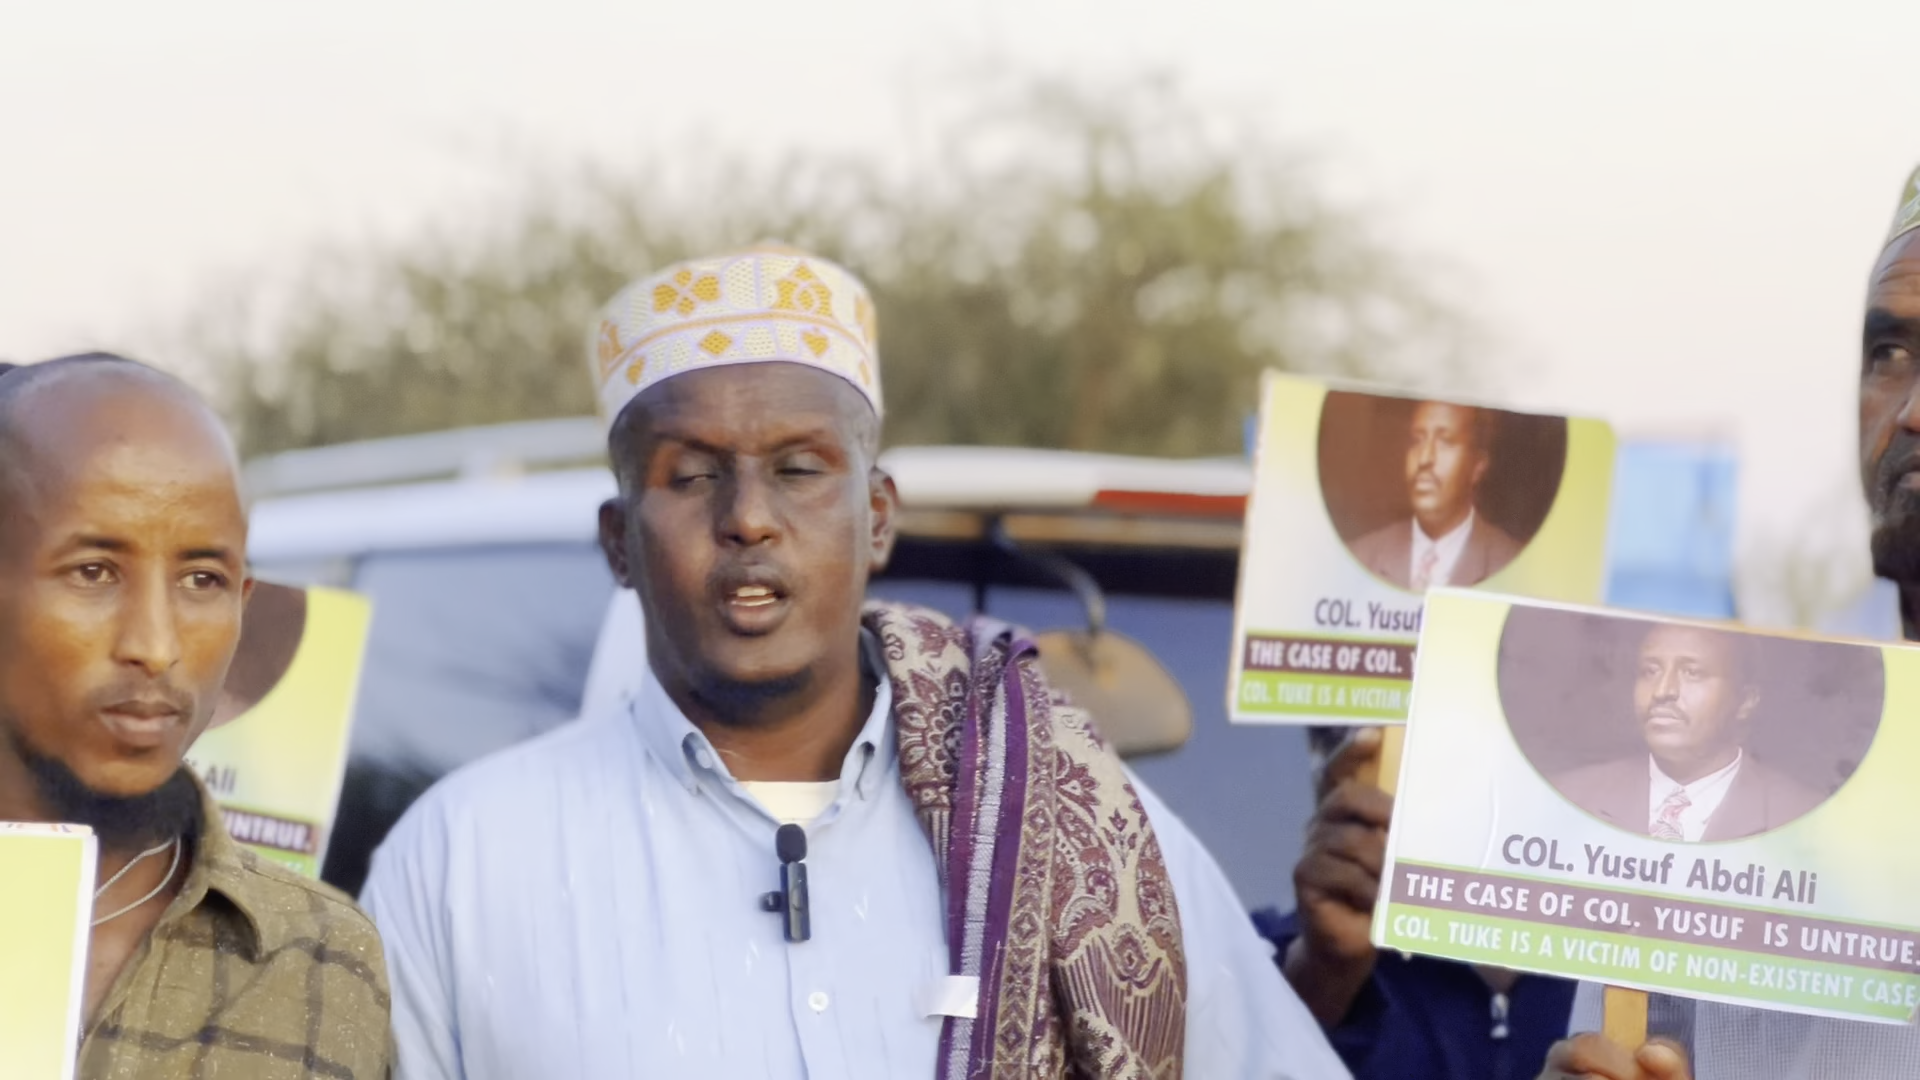 Ali
UNTRUE.
COL. Yusuf
THE CASE OF COL.
COL. TUKE IS A VICTIM
COL. Yusuf Abdi Ali
THE CASE OF COL. YUSUF IS UNTRUE.
COL. TUKE IS A VICTIM OF NON-EXISTENT CASE